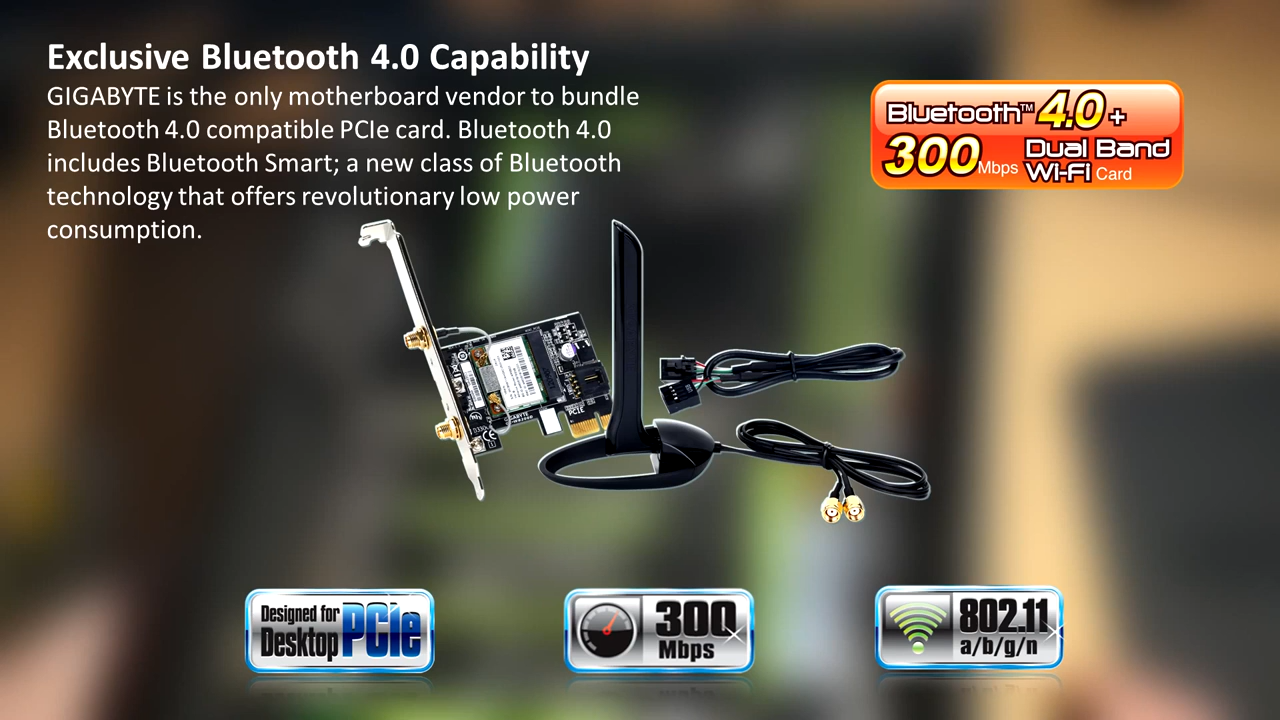 Exclusive Bluetooth 4.0 Capability
GIGABYTE is the only motherboard vendor to bundle
Bluetooth 4.0 compatible PCIe card. Bluetooth 4.0
includes Bluetooth Smart; a new class of Bluetooth
technology that offers revolutionary low power
consumption.
Bluetooth™ 4.0 +
300 Mbps Dual Band
Wi-Fi Card
PCIE
Designed for
Desktop PCIe
300
Mbps
802.11
a/b/g/n